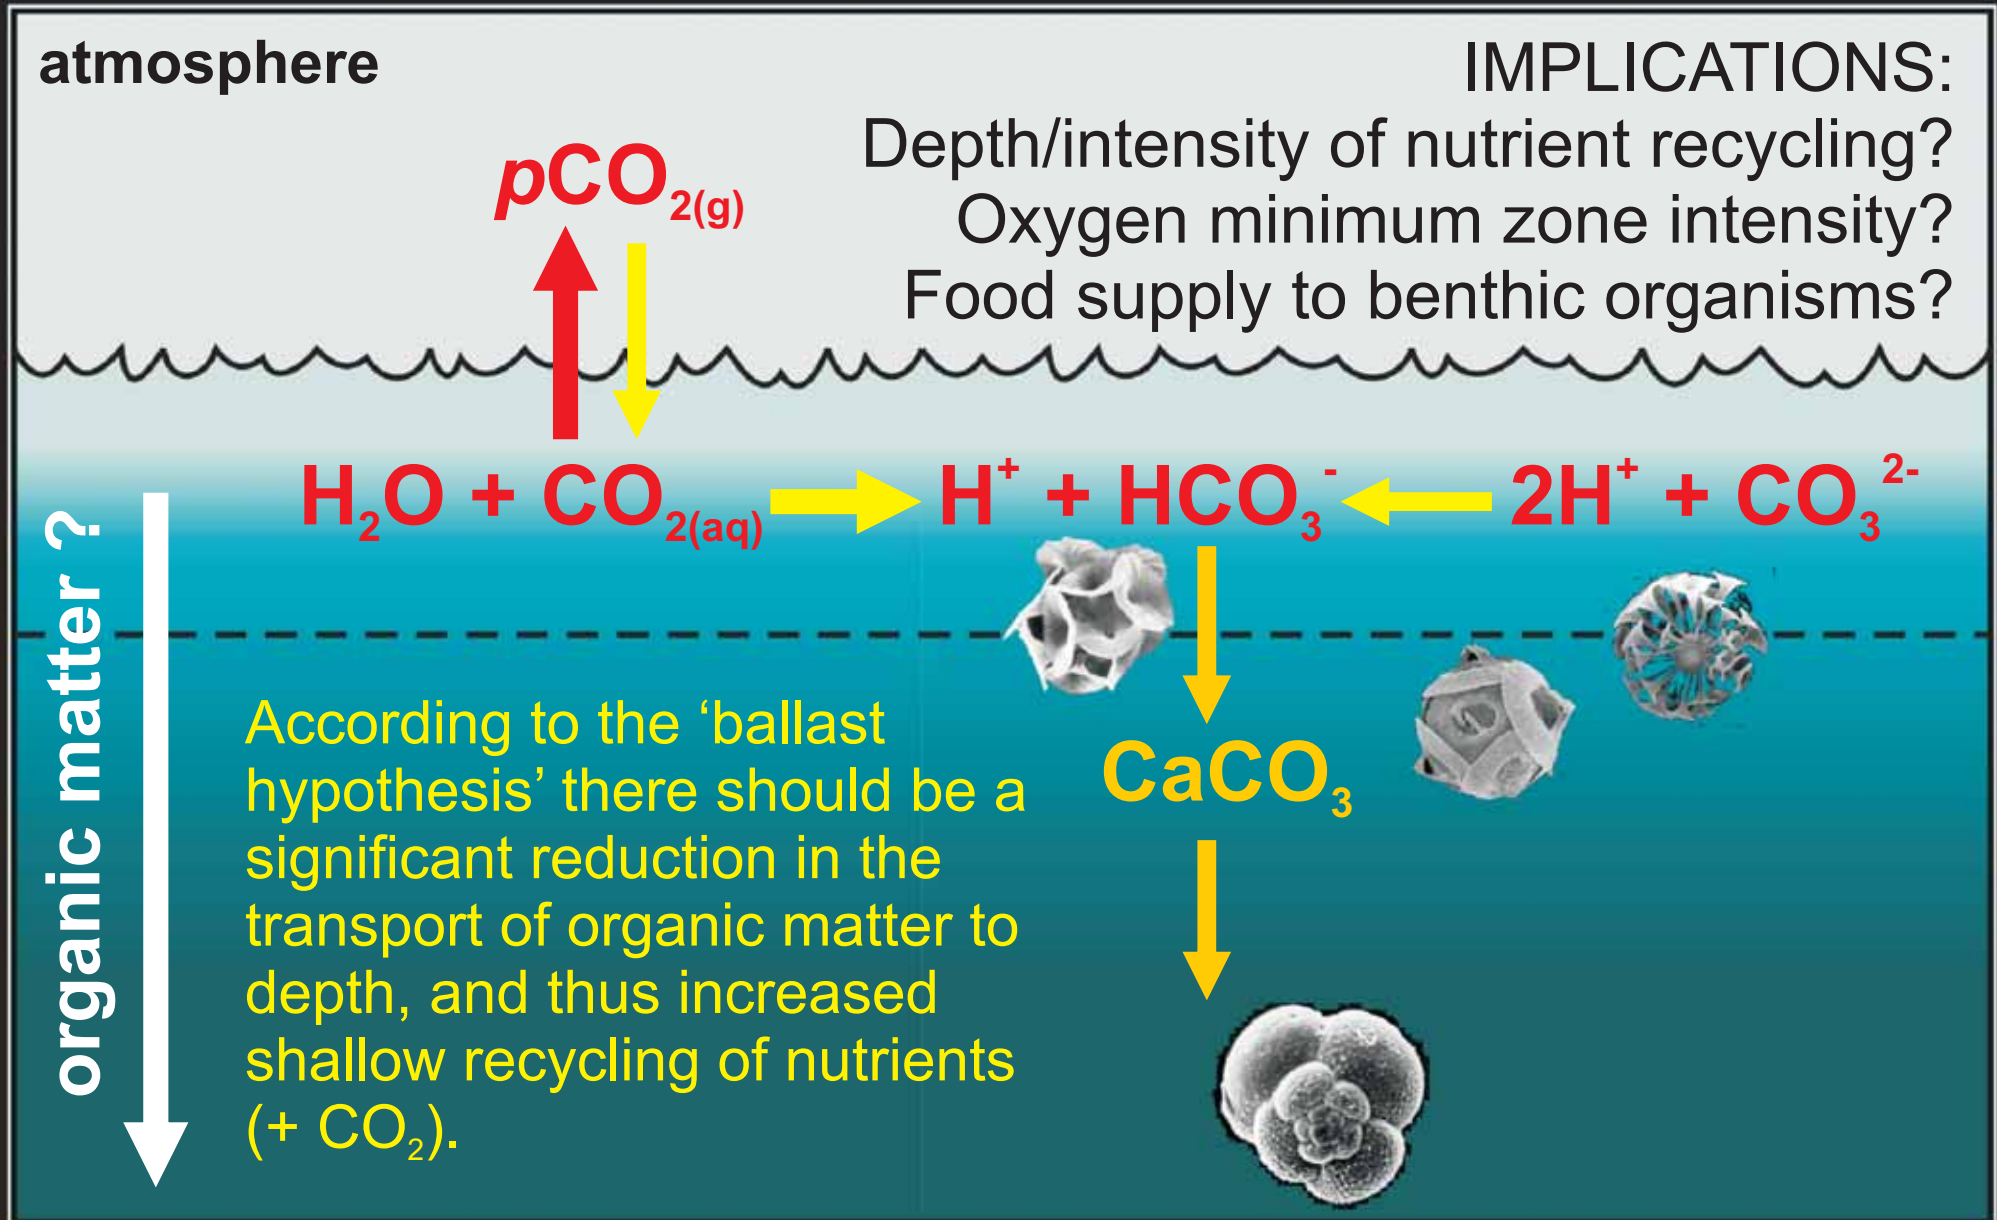 atmosphere
IMPLICATIONS:
Depth/intensity of nutrient recycling?
Oxygen minimum zone intensity?
Food supply to benthic organisms?
pCO₂(g)
H₂O + CO₂(aq) H⁺ + HCO₃⁻ 2H⁺ + CO₃²⁻
organic matter ?
According to the ‘ballast
hypothesis’ there should be a
significant reduction in the
transport of organic matter to
depth, and thus increased
shallow recycling of nutrients
(+ CO₂).
CaCO₃